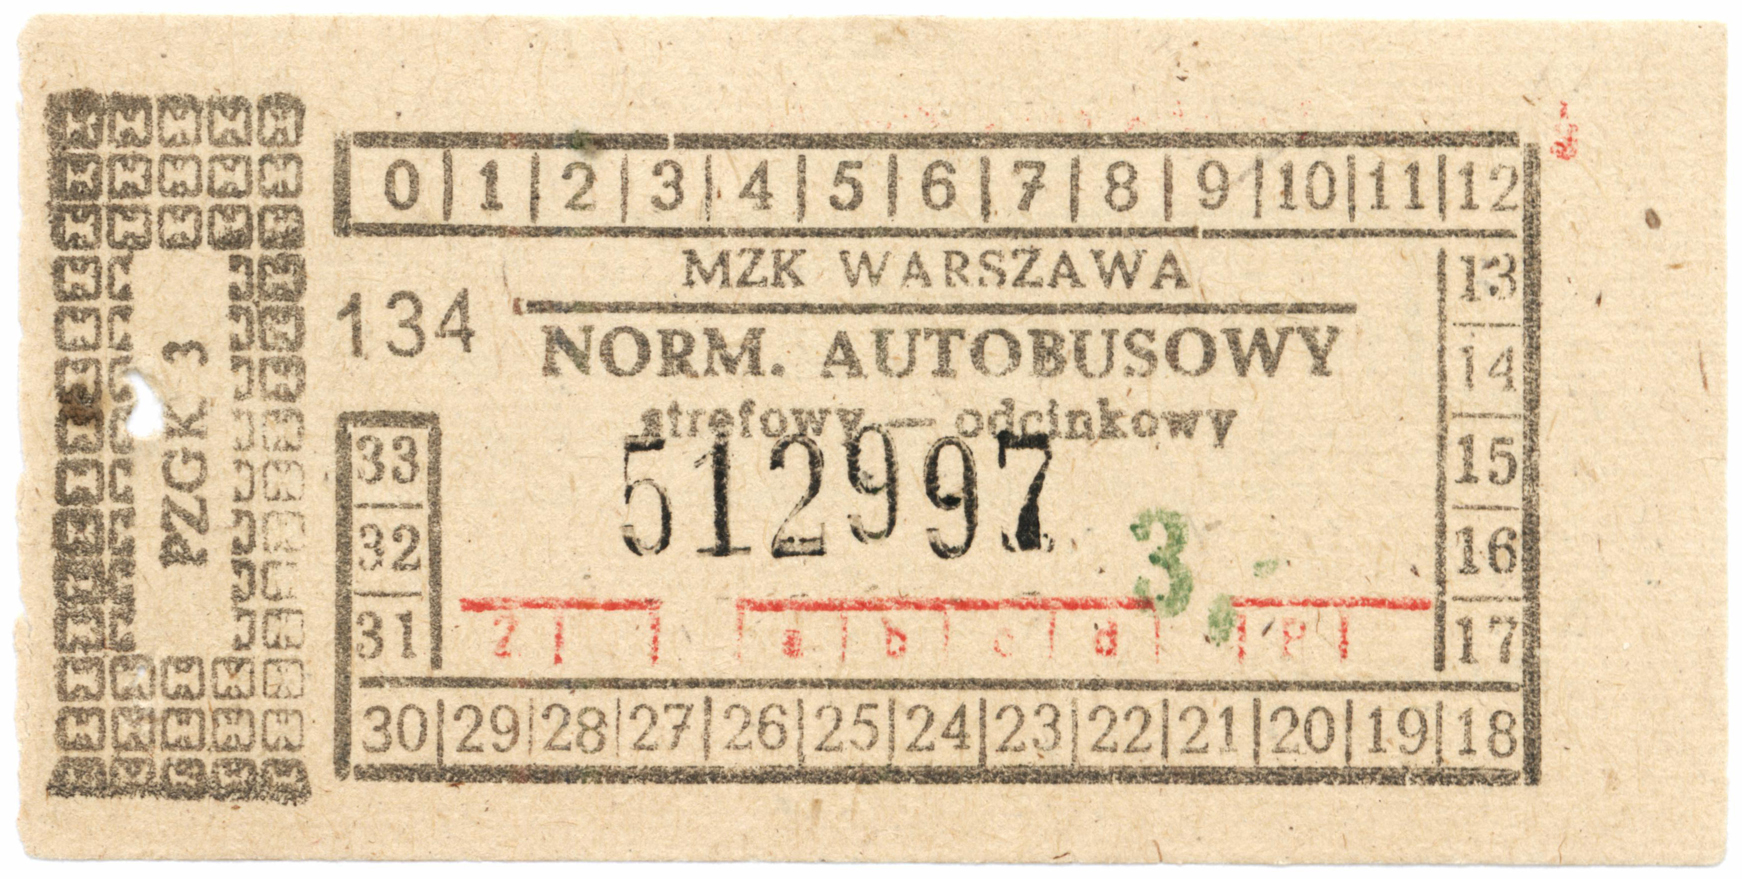 0 | 1 | 2 | 3 | 4 | 5 | 6 | 7 | 8 | 9 | 10 | 11 | 12
MZK WARSZAWA
134
NORM. AUTOBUSOWY
strefowy — odcinkowy
512997
3,-
Z | | | a | b | c | d | | P |
13
14
15
16
17
33
32
31
30 | 29 | 28 | 27 | 26 | 25 | 24 | 23 | 22 | 21 | 20 | 19 | 18
PZGK 3